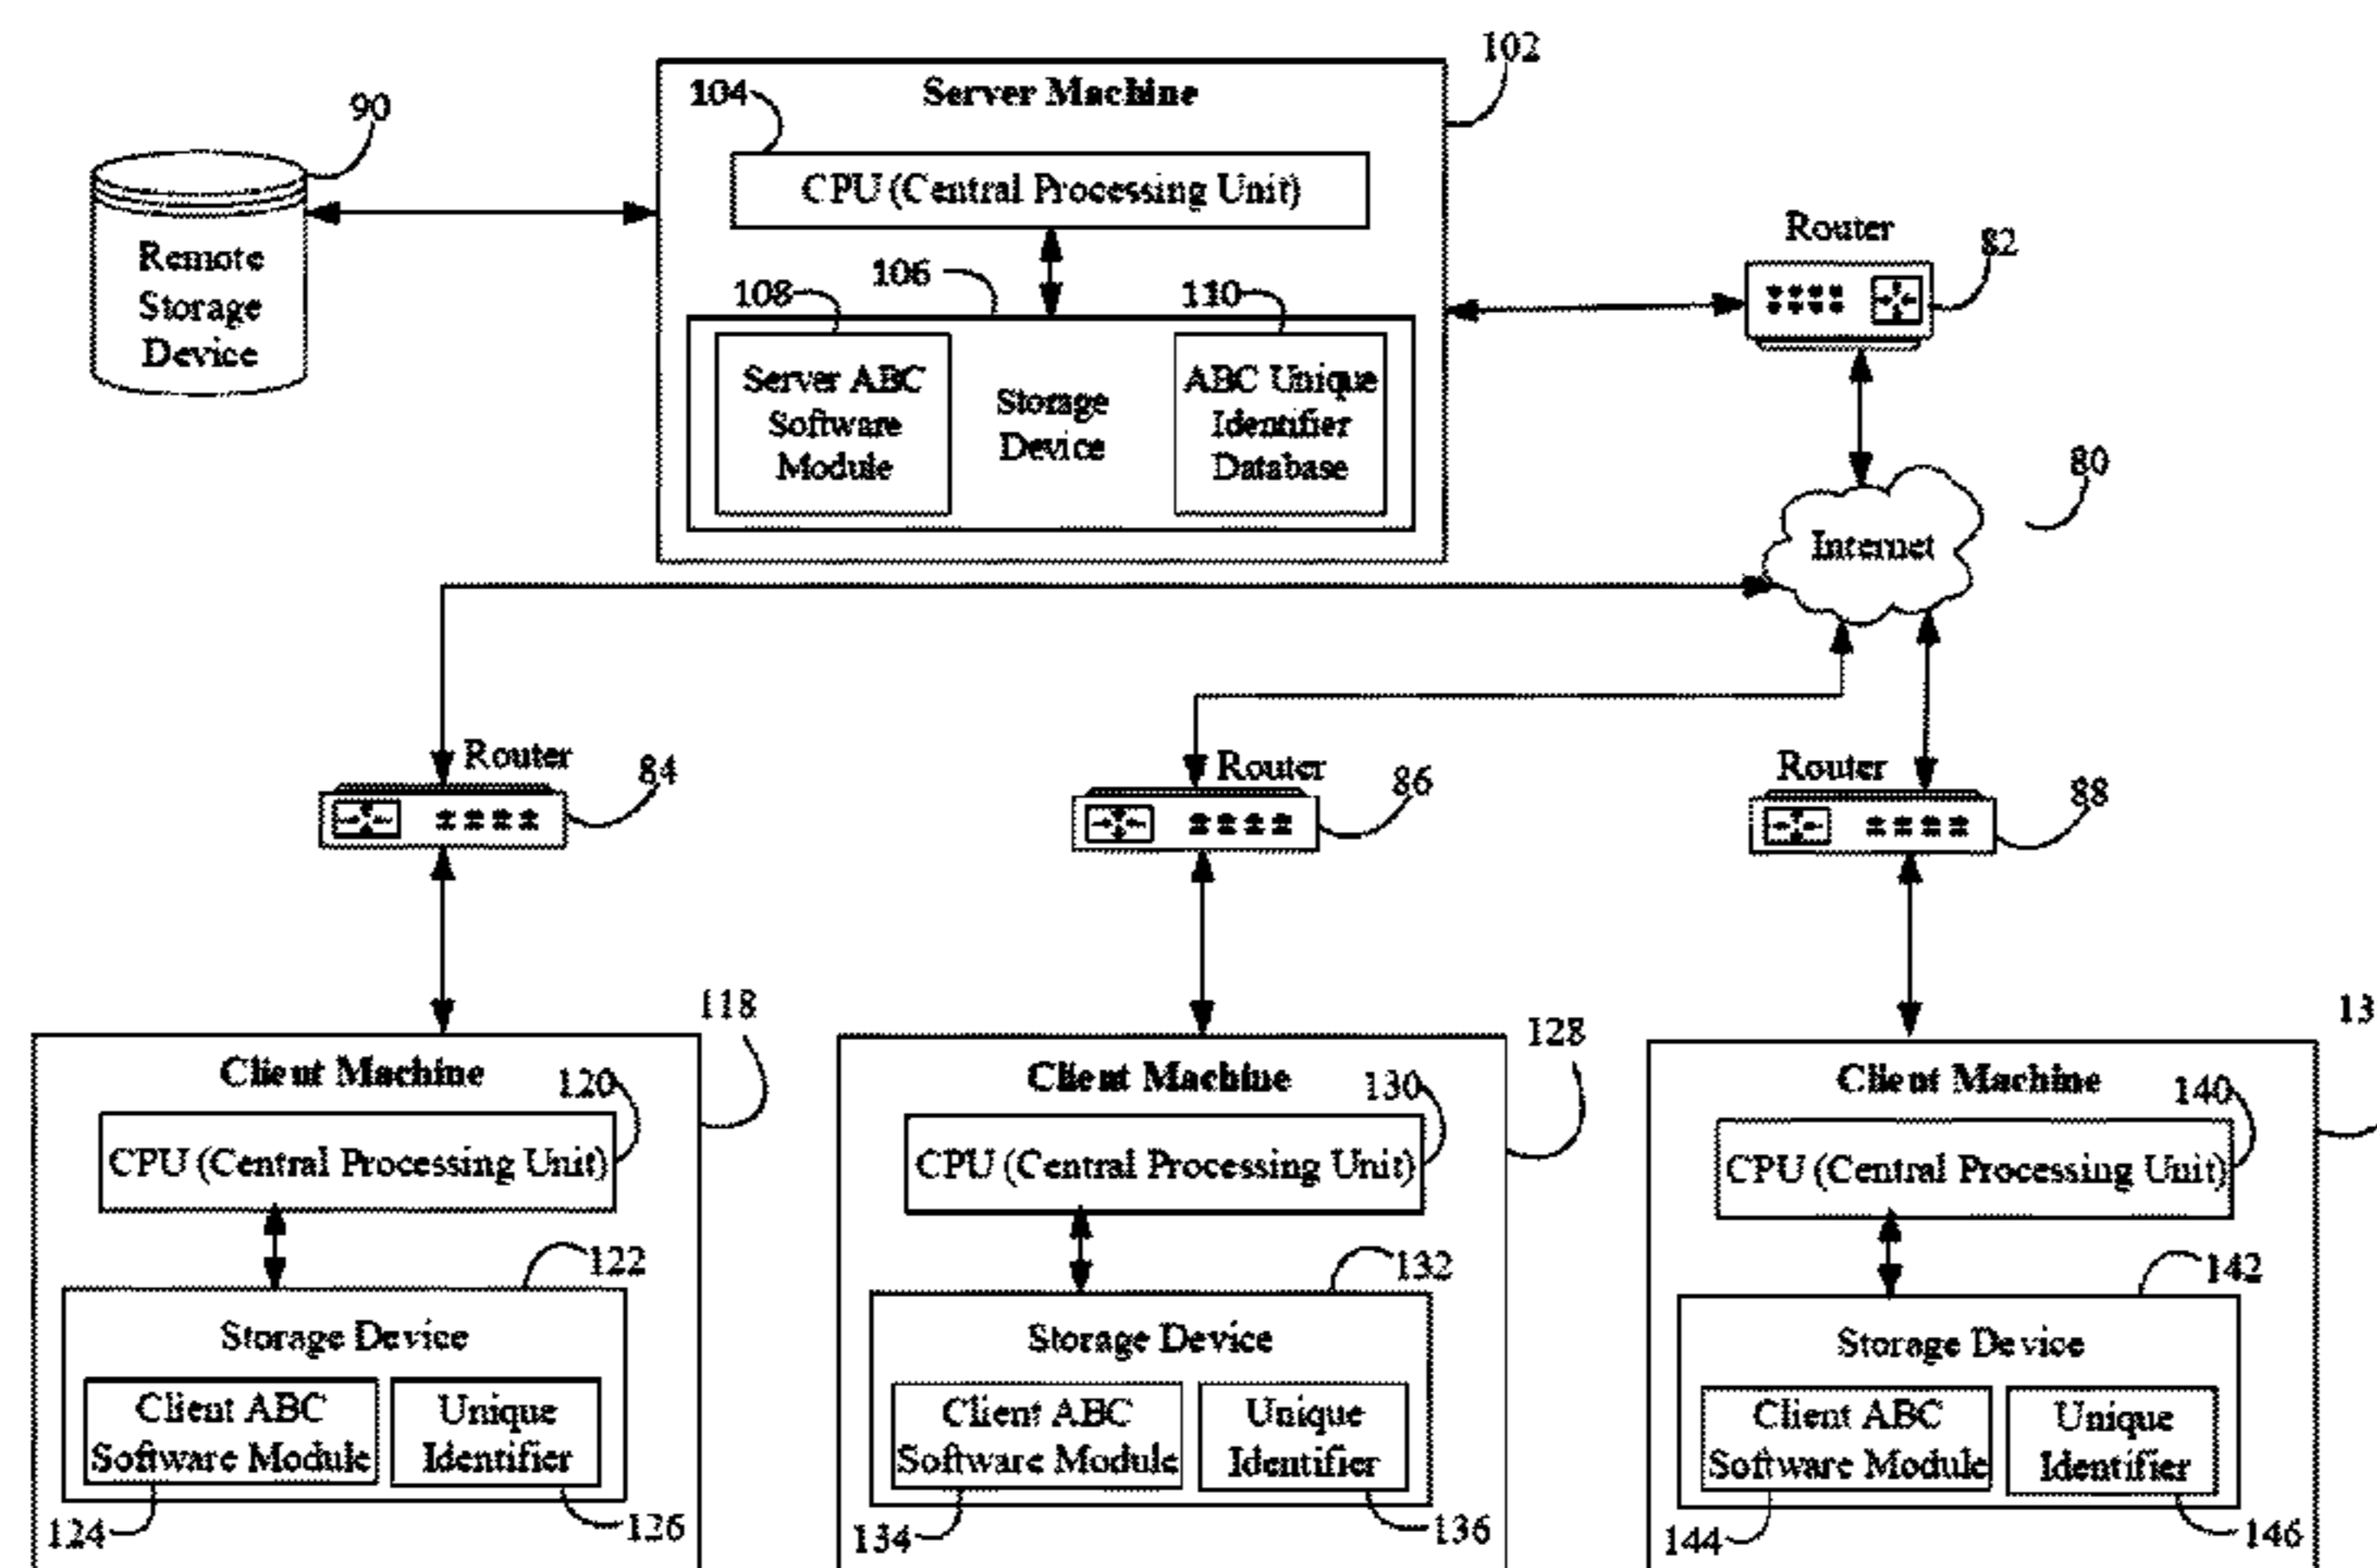 102
104
Server Machine
90
CPU (Central Processing Unit)
Remote
Storage
Device
Router
82
106
108
110
Server ABC
Software
Module
Storage
Device
ABC Unique
Identifier
Database
80
Internet
Router
84
Router
86
Router
88
118
128
13
Client Machine
120
CPU (Central Processing Unit)
122
Storage Device
Client ABC
Software Module
Unique
Identifier
124
126
Client Machine
130
CPU (Central Processing Unit)
132
Storage Device
Client ABC
Software Module
Unique
Identifier
134
136
Client Machine
140
CPU (Central Processing Unit)
142
Storage Device
Client ABC
Software Module
Unique
Identifier
144
146